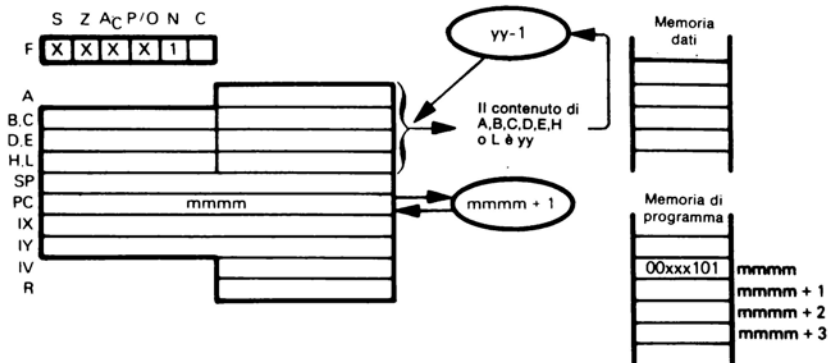 S Z AC P/O N C
F X X X X 1
A
B,C
D,E
H,L
SP
PC mmmm
IX
IY
IV
R
yy-1
Il contenuto di
A,B,C,D,E,H
o L è yy
mmmm + 1
Memoria
dati
Memoria di
programma
00xxx101 mmmm
mmmm + 1
mmmm + 2
mmmm + 3